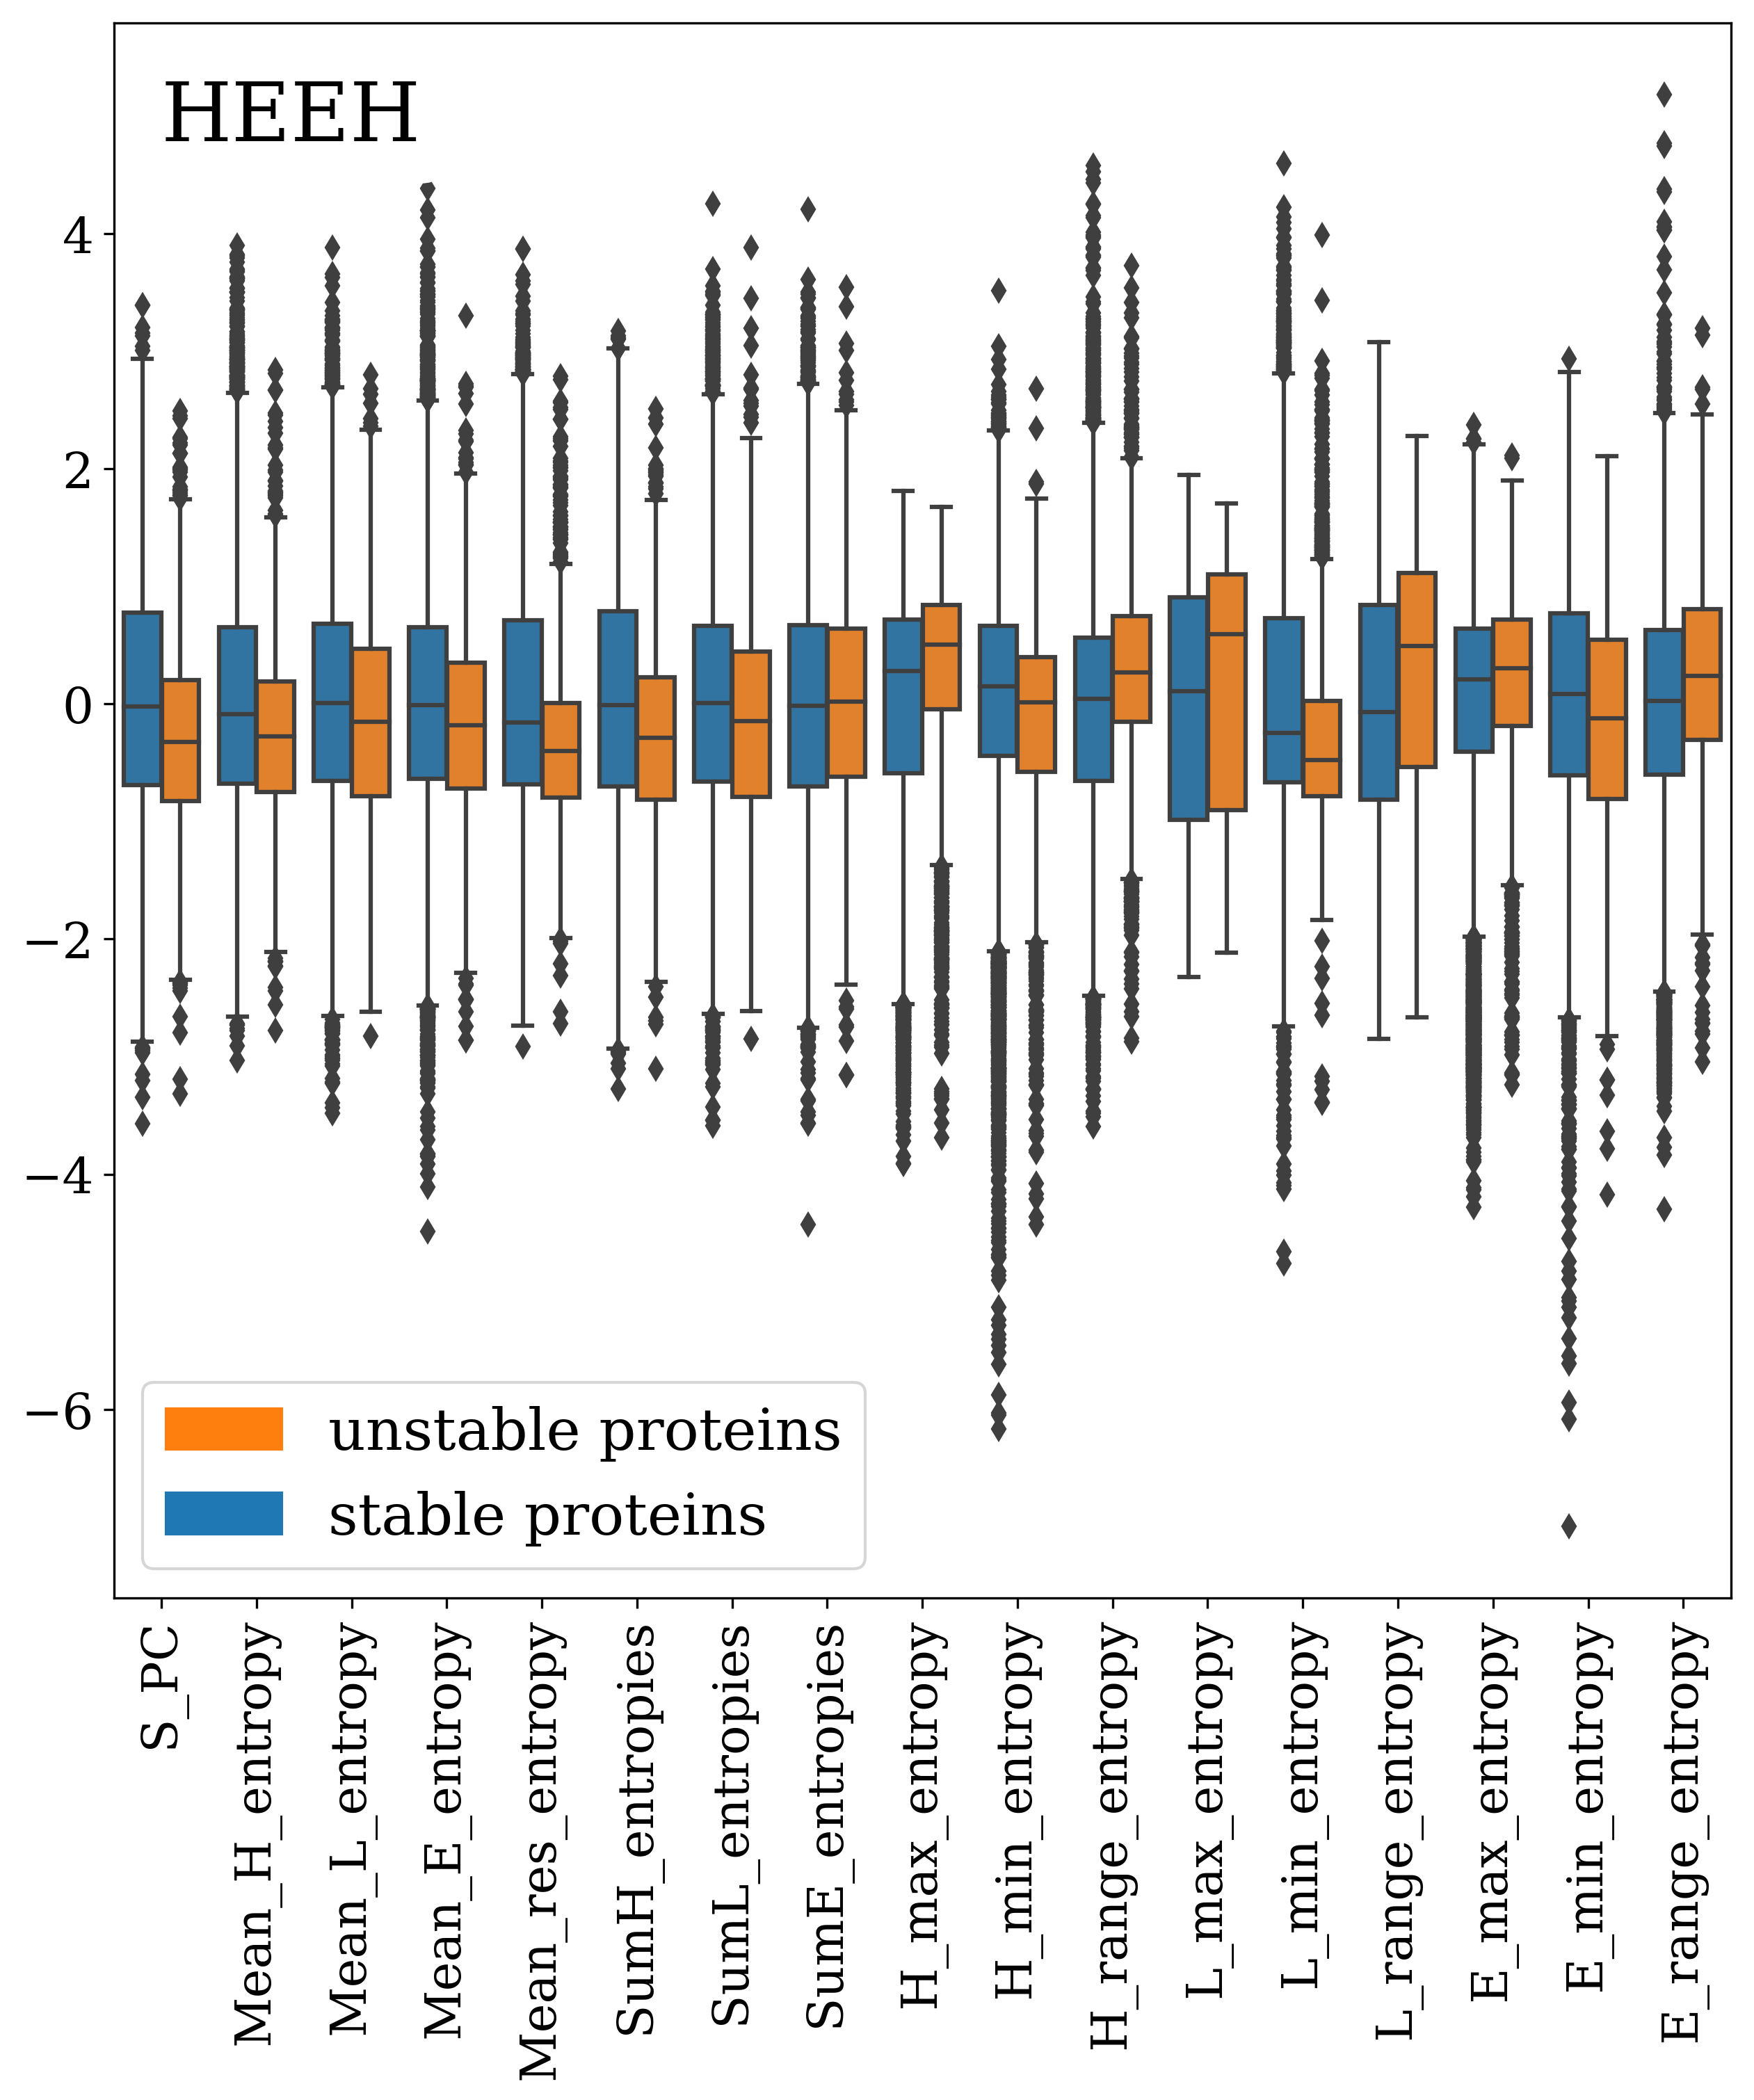 HEEH
4
2
0
−2
−4
−6
unstable proteins
stable proteins
S_PC
Mean_H_entropy
Mean_L_entropy
Mean_E_entropy
Mean_res_entropy
SumH_entropies
SumL_entropies
SumE_entropies
H_max_entropy
H_min_entropy
H_range_entropy
L_max_entropy
L_min_entropy
L_range_entropy
E_max_entropy
E_min_entropy
E_range_entropy